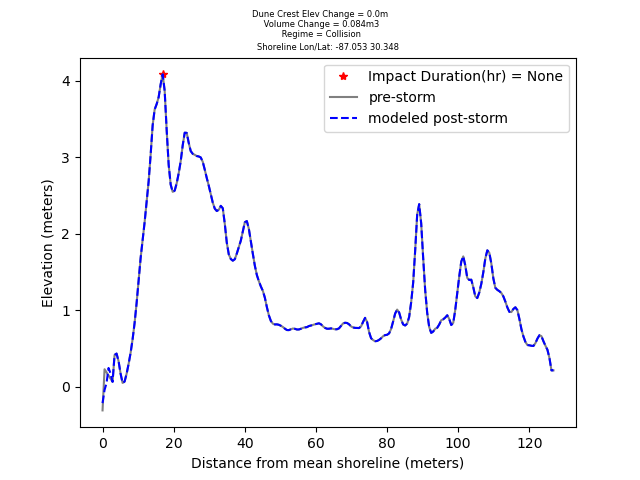 Dune Crest Elev Change = 0.0m
Volume Change = 0.084m3
Regime = Collision
Shoreline Lon/Lat: -87.053 30.348
Impact Duration(hr) = None
pre-storm
modeled post-storm
Elevation (meters)
4
3
2
1
0
0 20 40 60 80 100 120
Distance from mean shoreline (meters)